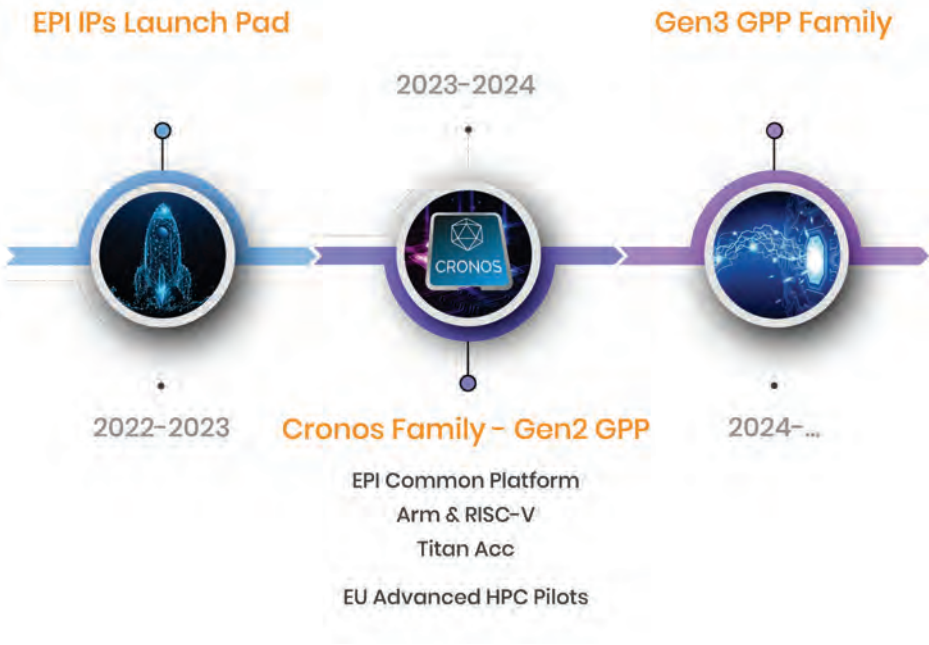 EPI IPs Launch Pad
Gen3 GPP Family
2023-2024
CRONOS
2022-2023
Cronos Family - Gen2 GPP
2024-...
EPI Common Platform
Arm & RISC-V
Titan Acc
EU Advanced HPC Pilots